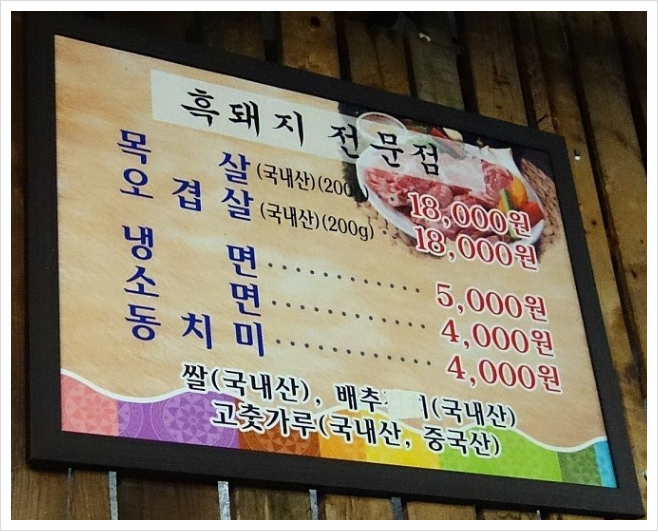 흑돼지 전문점
목 살 (국내산)(200g) 18,000원
오겹살 (국내산)(200g) 18,000원
냉 면 ············ 5,000원
소 면 ············ 4,000원
동치미 ············ 4,000원
쌀(국내산), (국내산)
고춧가루(국내산, 중국산)